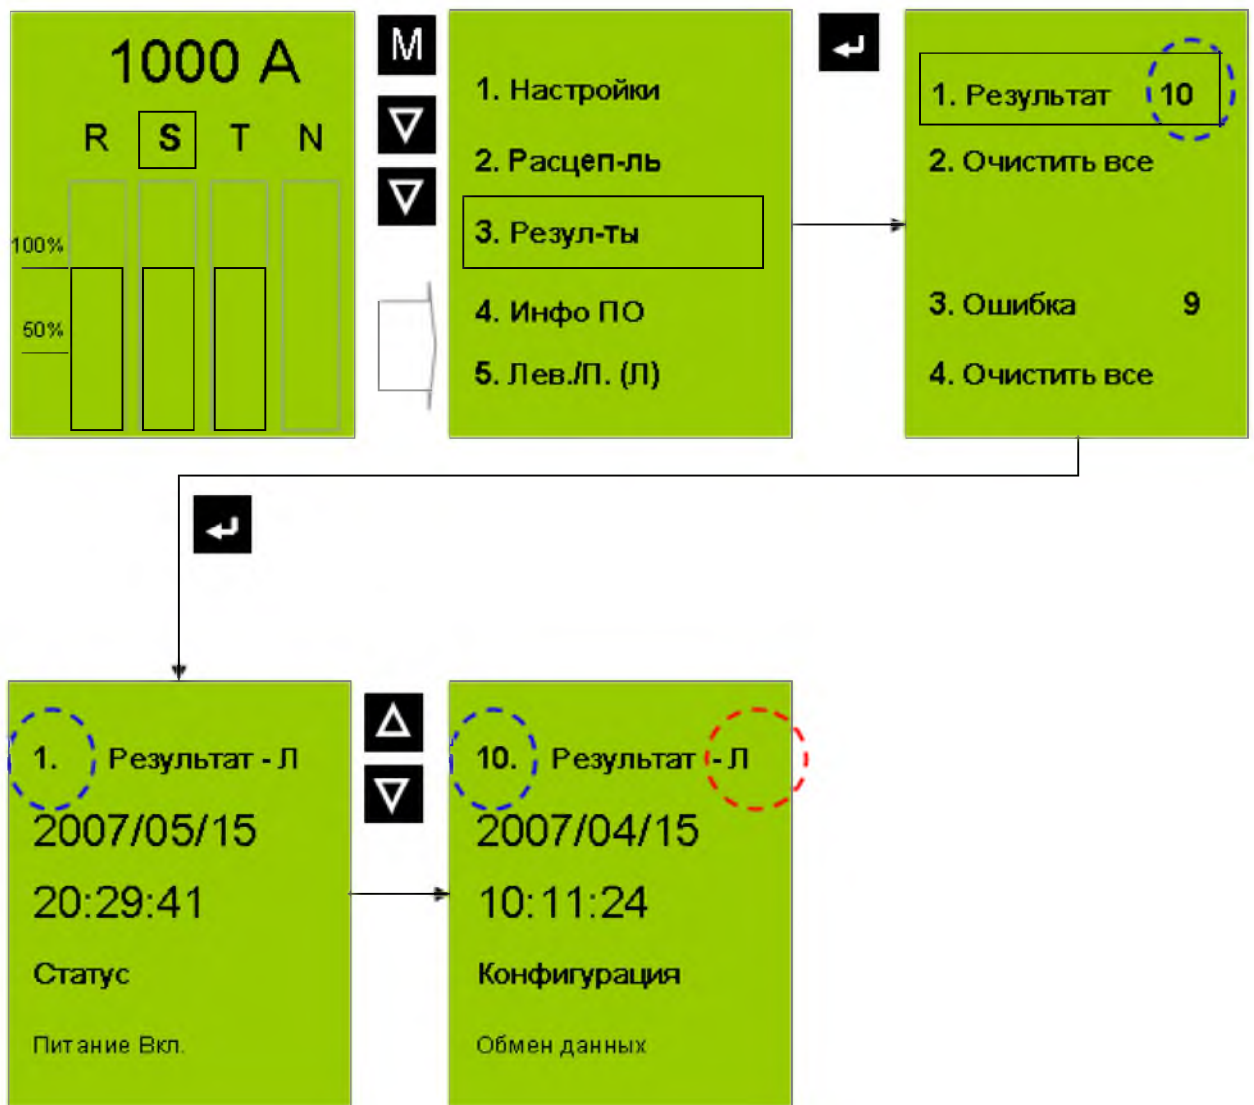 1000 A
R S T N
100%
50%
M
1. Настройки
2. Расцеп-ль
3. Резул-ты
4. Инфо ПО
5. Лев./П. (Л)
1. Результат 10
2. Очистить все
3. Ошибка 9
4. Очистить все
1. Результат - Л
2007/05/15
20:29:41
Статус
Питание Вкл.
10. Результат - Л
2007/04/15
10:11:24
Конфигурация
Обмен данных